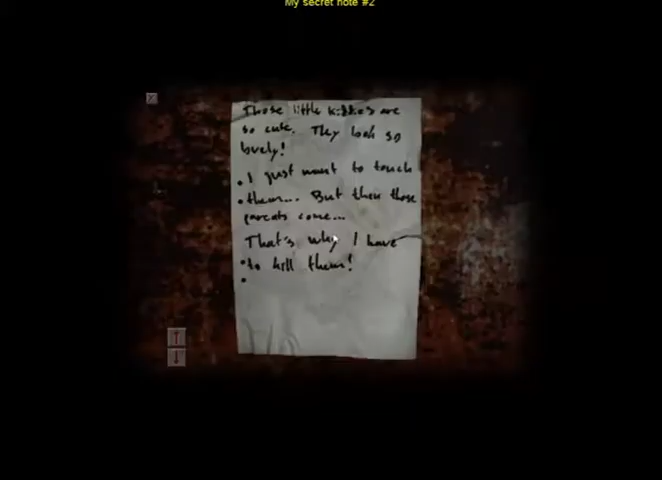 My secret note #2
Those little kiddies are
so cute. They look so
lovely!
I just want to touch
them... But then those
parents come...
That's why I have
to kill them!